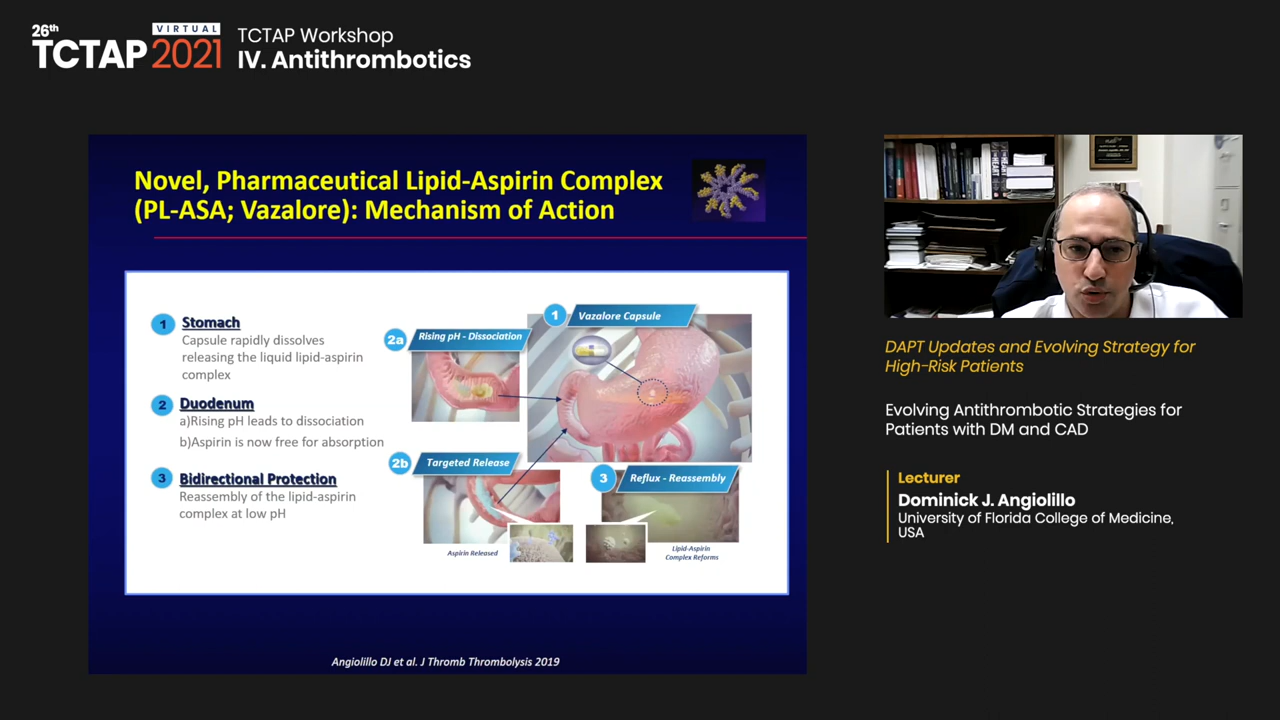 26th
VIRTUAL
TCTAP 2021
TCTAP Workshop
IV. Antithrombotics
Novel, Pharmaceutical Lipid-Aspirin Complex
(PL-ASA; Vazalore): Mechanism of Action
1 Stomach
Capsule rapidly dissolves
releasing the liquid lipid-aspirin
complex
2 Duodenum
a)Rising pH leads to dissociation
b)Aspirin is now free for absorption
3 Bidirectional Protection
Reassembly of the lipid-aspirin
complex at low pH
1 Vazalore Capsule
2a Rising pH - Dissociation
2b Targeted Release
Aspirin Released
3 Reflux - Reassembly
Lipid-Aspirin
Complex Reforms
Angiolillo DJ et al. J Thromb Thrombolysis 2019
DAPT Updates and Evolving Strategy for
High-Risk Patients
Evolving Antithrombotic Strategies for
Patients with DM and CAD
Lecturer
Dominick J. Angiolillo
University of Florida College of Medicine,
USA